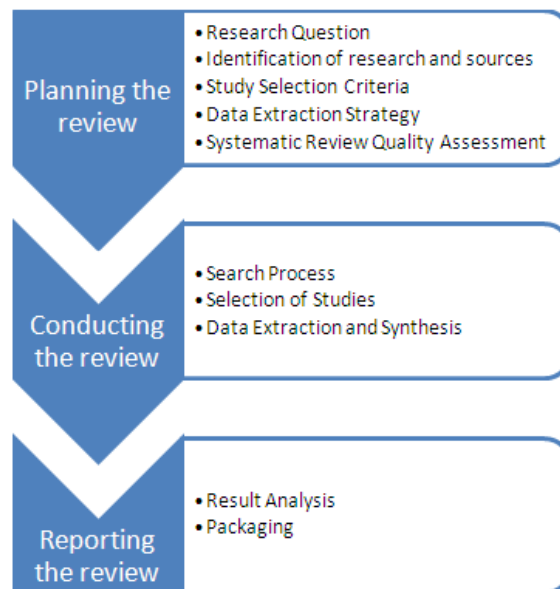 Planning the
review
• Research Question
• Identification of research and sources
• Study Selection Criteria
• Data Extraction Strategy
• Systematic Review Quality Assessment
Conducting
the review
• Search Process
• Selection of Studies
• Data Extraction and Synthesis
Reporting
the review
• Result Analysis
• Packaging